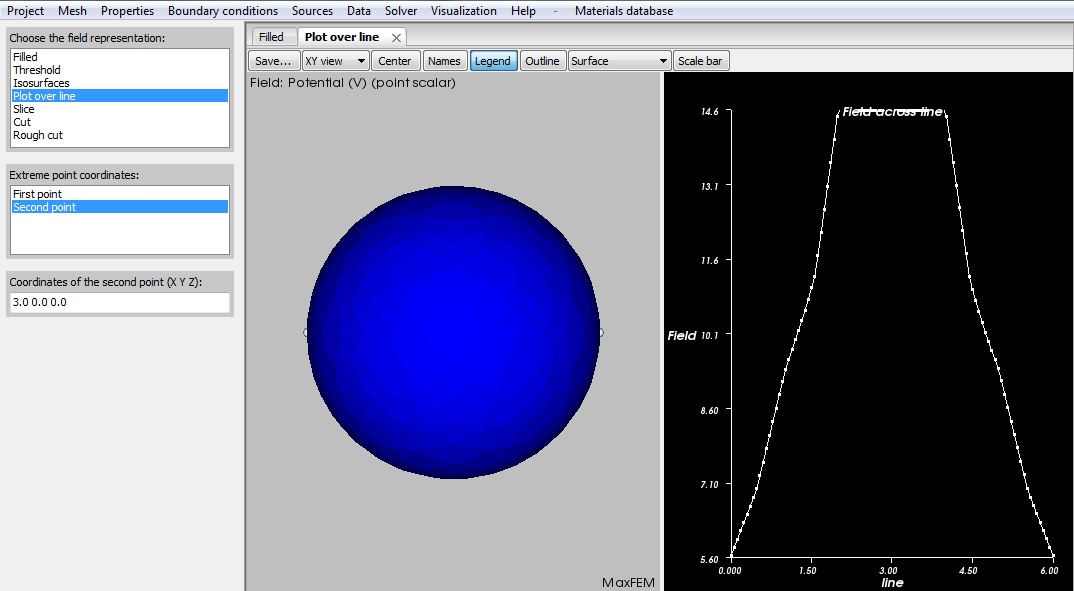 Project Mesh Properties Boundary conditions Sources Data Solver Visualization Help - Materials database
Choose the field representation:
Filled
Threshold
Isosurfaces
Plot over line
Slice
Cut
Rough cut
Extreme point coordinates:
First point
Second point
Coordinates of the second point (X Y Z):
3.0 0.0 0.0
Filled Plot over line
Save... XY view Center Names Legend Outline Surface Scale bar
Field: Potential (V) (point scalar)
MaxFEM
Field across line
14.6
13.1
11.6
Field 10.1
8.60
7.10
5.60
0.000 1.50 3.00 4.50 6.00
line